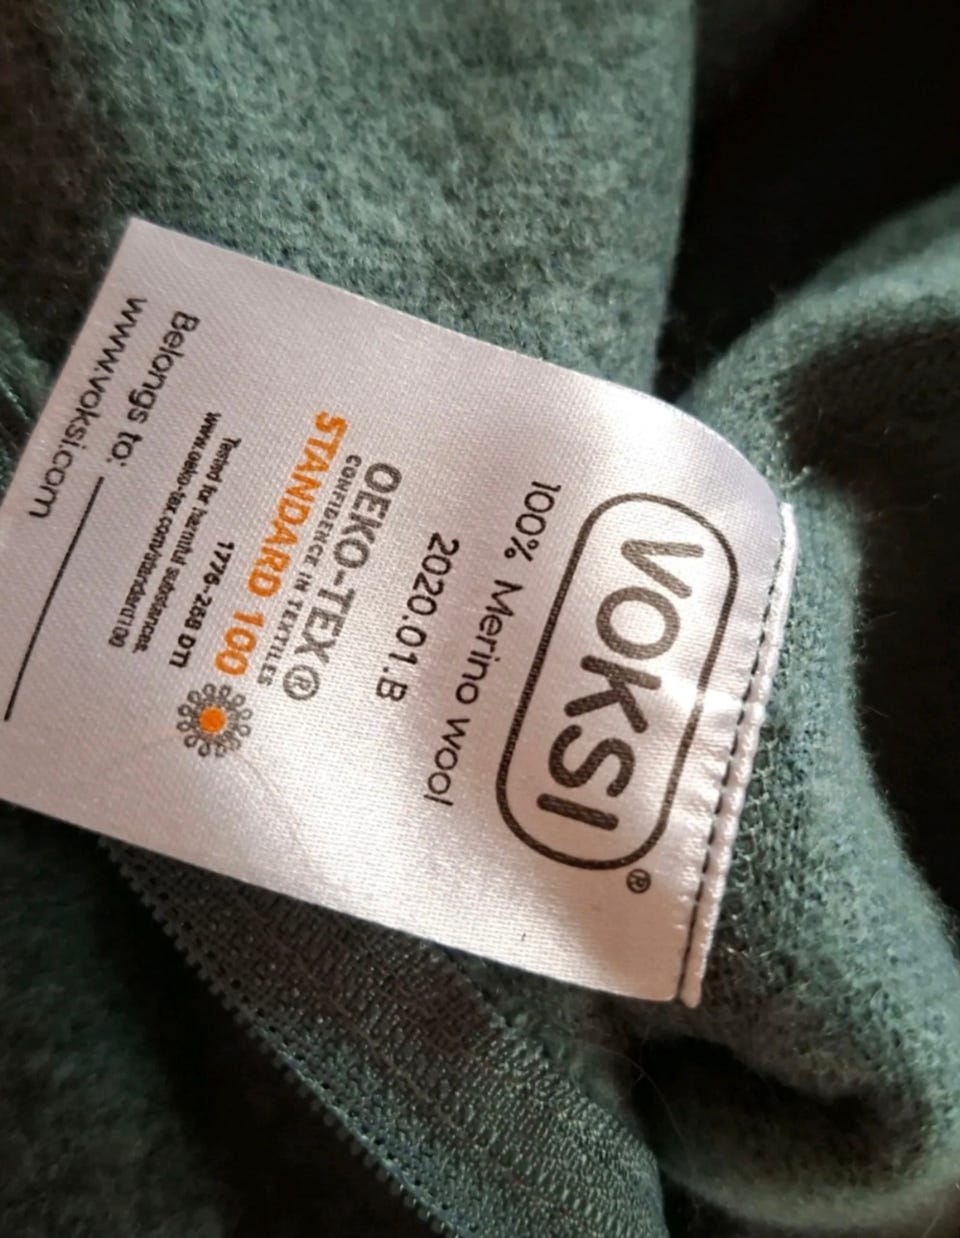 VOKSI®
100% Merino wool
2020.01.B
OEKO-TEX®
CONFIDENCE IN TEXTILES
STANDARD 100
1776-268 DTI
Tested for harmful substances.
www.oeko-tex.com/standard100
Belongs to:
www.voksi.com